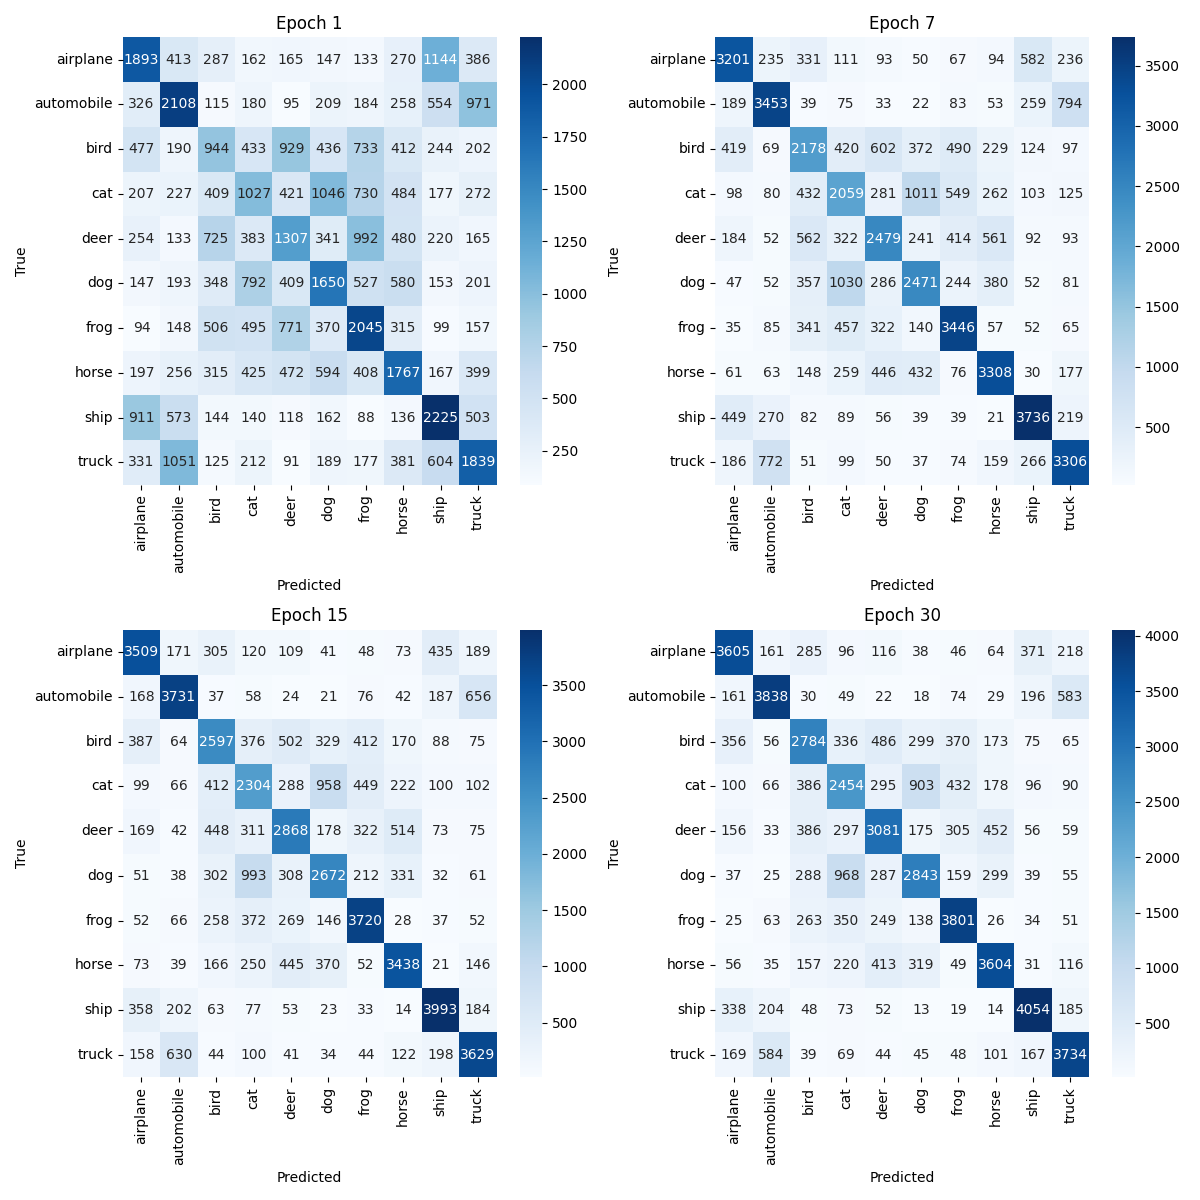 Epoch 1
airplane 1893 413 287 162 165 147 133 270 1144 386
automobile 326 2108 115 180 95 209 184 258 554 971
bird 477 190 944 433 929 436 733 412 244 202
cat 207 227 409 1027 421 1046 730 484 177 272
deer 254 133 725 383 1307 341 992 480 220 165
dog 147 193 348 792 409 1650 527 580 153 201
frog 94 148 506 495 771 370 2045 315 99 157
horse 197 256 315 425 472 594 408 1767 167 399
ship 911 573 144 140 118 162 88 136 2225 503
truck 331 1051 125 212 91 189 177 381 604 1839
airplane automobile bird cat deer dog frog horse ship truck
Predicted
True
2000
1750
1500
1250
1000
750
500
250
Epoch 7
airplane 3201 235 331 111 93 50 67 94 582 236
automobile 189 3453 39 75 33 22 83 53 259 794
bird 419 69 2178 420 602 372 490 229 124 97
cat 98 80 432 2059 281 1011 549 262 103 125
deer 184 52 562 322 2479 241 414 561 92 93
dog 47 52 357 1030 286 2471 244 380 52 81
frog 35 85 341 457 322 140 3446 57 52 65
horse 61 63 148 259 446 432 76 3308 30 177
ship 449 270 82 89 56 39 39 21 3736 219
truck 186 772 51 99 50 37 74 159 266 3306
airplane automobile bird cat deer dog frog horse ship truck
Predicted
True
3500
3000
2500
2000
1500
1000
500
Epoch 15
airplane 3509 171 305 120 109 41 48 73 435 189
automobile 168 3731 37 58 24 21 76 42 187 656
bird 387 64 2597 376 502 329 412 170 88 75
cat 99 66 412 2304 288 958 449 222 100 102
deer 169 42 448 311 2868 178 322 514 73 75
dog 51 38 302 993 308 2672 212 331 32 61
frog 52 66 258 372 269 146 3720 28 37 52
horse 73 39 166 250 445 370 52 3438 21 146
ship 358 202 63 77 53 23 33 14 3993 184
truck 158 630 44 100 41 34 44 122 198 3629
airplane automobile bird cat deer dog frog horse ship truck
Predicted
True
3500
3000
2500
2000
1500
1000
500
Epoch 30
airplane 3605 161 285 96 116 38 46 64 371 218
automobile 161 3838 30 49 22 18 74 29 196 583
bird 356 56 2784 336 486 299 370 173 75 65
cat 100 66 386 2454 295 903 432 178 96 90
deer 156 33 386 297 3081 175 305 452 56 59
dog 37 25 288 968 287 2843 159 299 39 55
frog 25 63 263 350 249 138 3801 26 34 51
horse 56 35 157 220 413 319 49 3604 31 116
ship 338 204 48 73 52 13 19 14 4054 185
truck 169 584 39 69 44 45 48 101 167 3734
airplane automobile bird cat deer dog frog horse ship truck
Predicted
True
4000
3500
3000
2500
2000
1500
1000
500